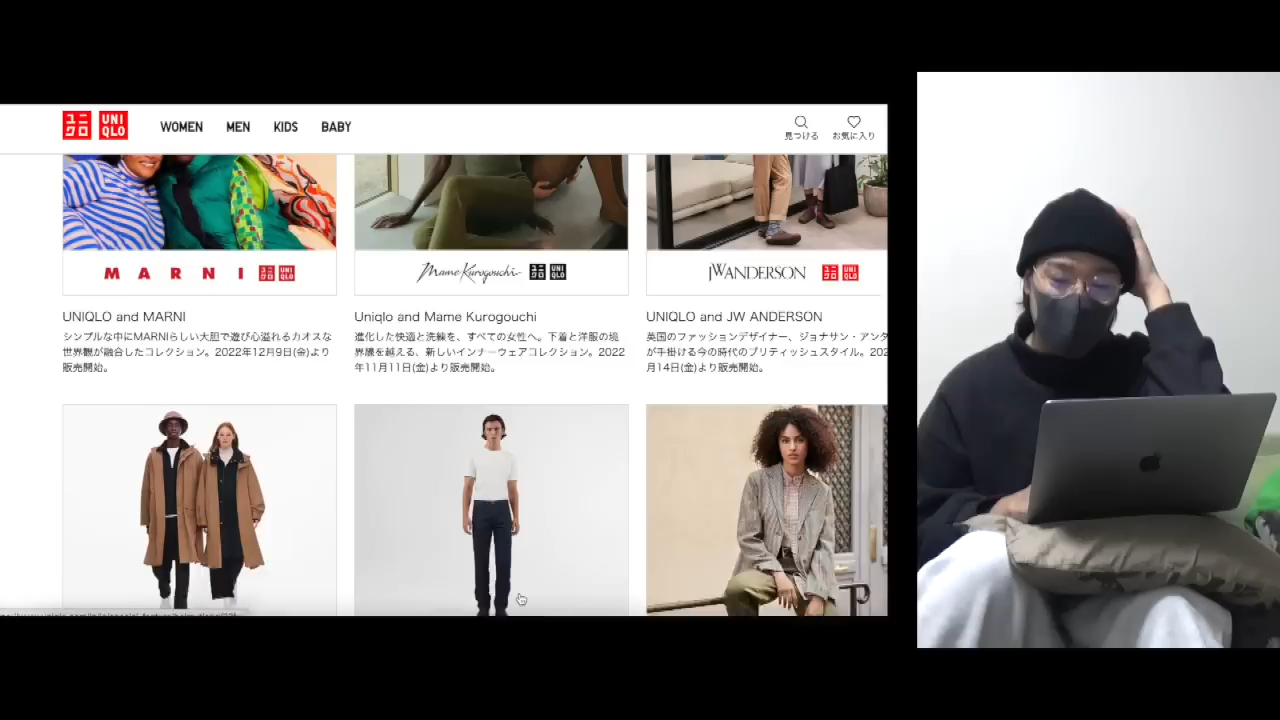 ユニクロ UNIQLO WOMEN MEN KIDS BABY
見つける お気に入り
MARNI ユニクロ UNIQLO
Mame Kurogouchi ユニクロ UNIQLO
JW ANDERSON ユニクロ UNIQLO
UNIQLO and MARNI
シンプルな中にMARNIらしい大胆で遊び心溢れるカオスな
世界観が融合したコレクション。2022年12月9日(金)より
販売開始。
Uniqlo and Mame Kurogouchi
進化した快適と洗練を、すべての女性へ。下着と洋服の境
界線を越える、新しいインナーウェアコレクション。2022
年11月11日(金)より販売開始。
UNIQLO and JW ANDERSON
英国のファッションデザイナー、ジョナサン・アンダ
が手掛ける今の時代のブリティッシュスタイル。202
月14日(金)より販売開始。